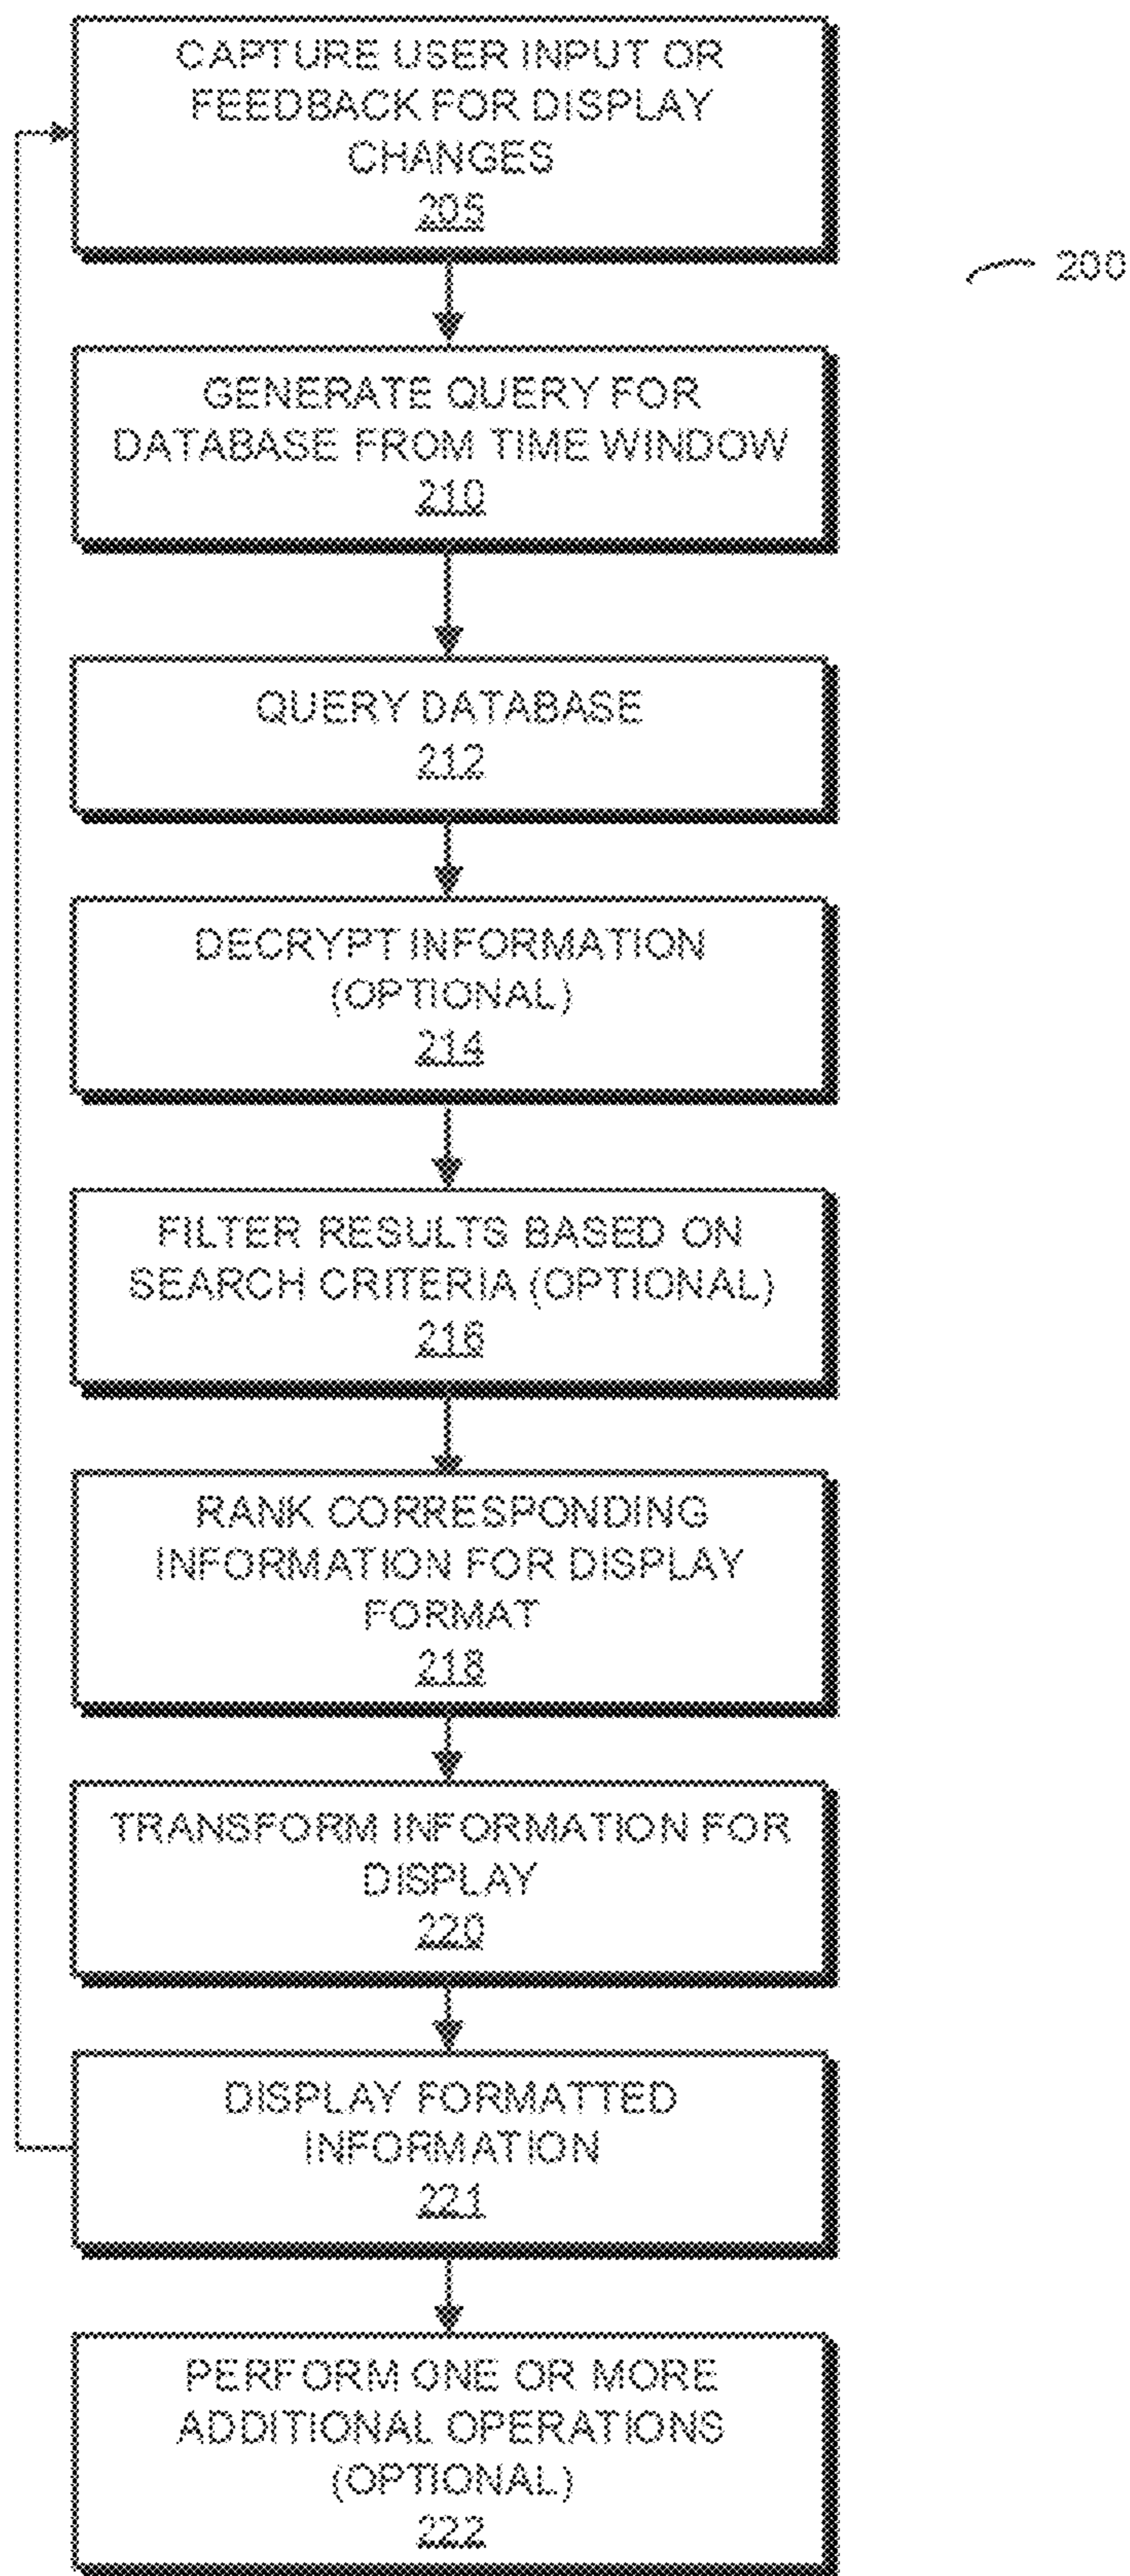 CAPTURE USER INPUT OR
FEEDBACK FOR DISPLAY
CHANGES
205
200
GENERATE QUERY FOR
DATABASE FROM TIME WINDOW
210
QUERY DATABASE
212
DECRYPT INFORMATION
(OPTIONAL)
214
FILTER RESULTS BASED ON
SEARCH CRITERIA (OPTIONAL)
216
RANK CORRESPONDING
INFORMATION FOR DISPLAY
FORMAT
218
TRANSFORM INFORMATION FOR
DISPLAY
220
DISPLAY FORMATTED
INFORMATION
221
PERFORM ONE OR MORE
ADDITIONAL OPERATIONS
(OPTIONAL)
222